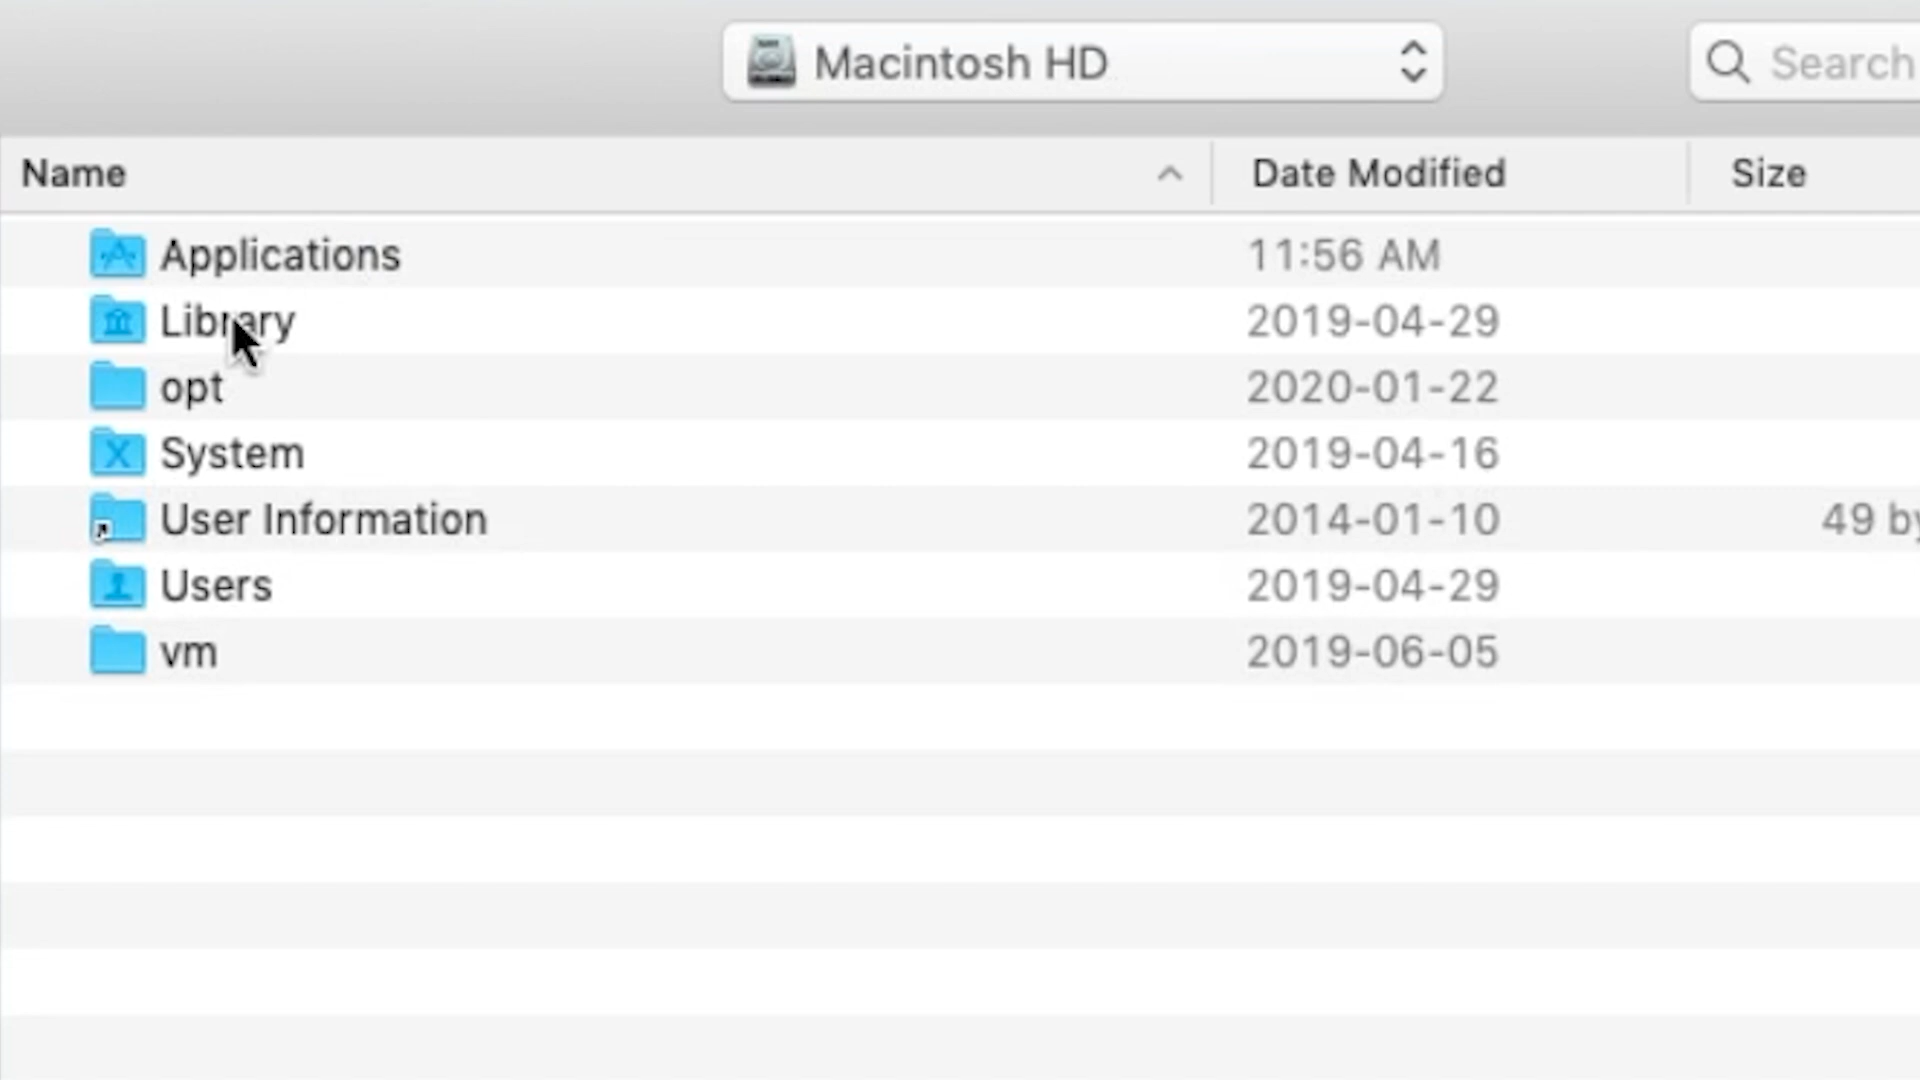 Macintosh HD Search
Name Date Modified Size
Applications 11:56 AM
Library 2019-04-29
opt 2020-01-22
System 2019-04-16
User Information 2014-01-10 49 by
Users 2019-04-29
vm 2019-06-05